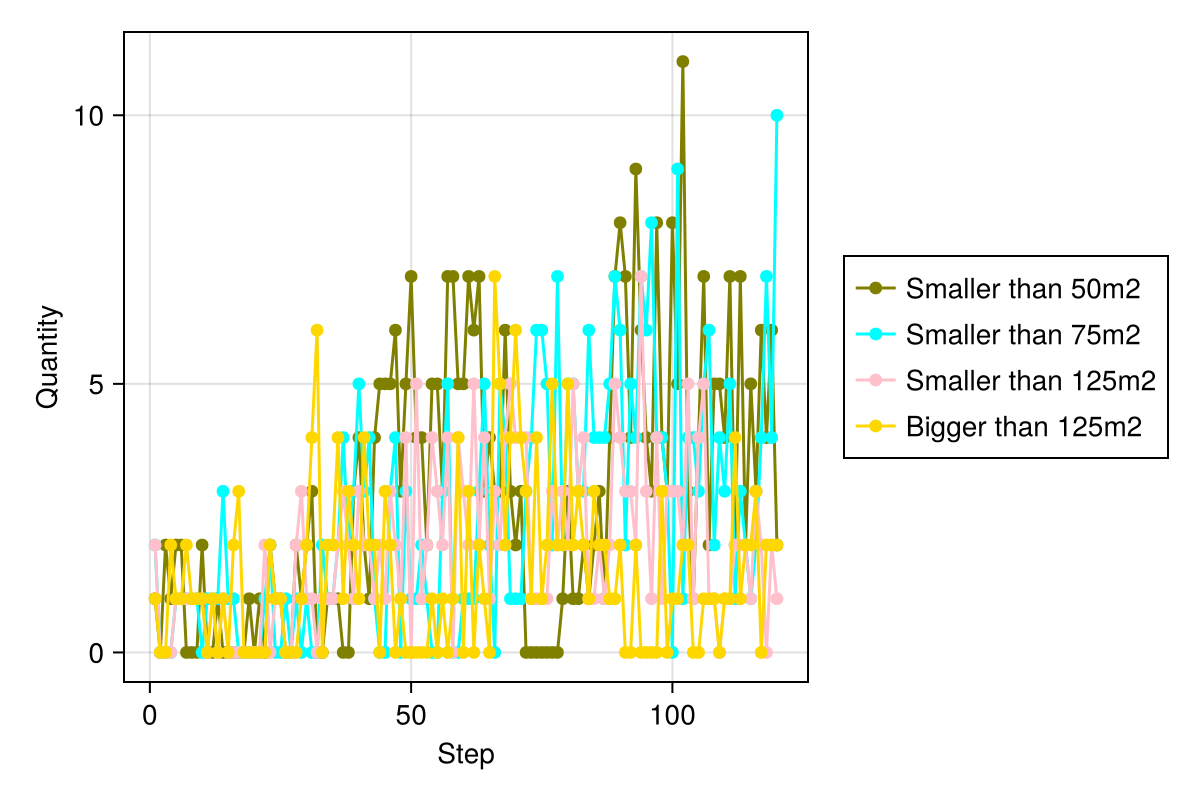 10
5
0
Quantity
0
50
100
Step
Smaller than 50m2
Smaller than 75m2
Smaller than 125m2
Bigger than 125m2